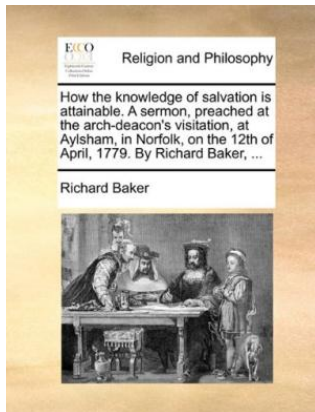 ECCO
Religion and Philosophy
How the knowledge of salvation is
attainable. A sermon, preached at
the arch-deacon's visitation, at
Aylsham, in Norfolk, on the 12th of
April, 1779. By Richard Baker, ...
Richard Baker